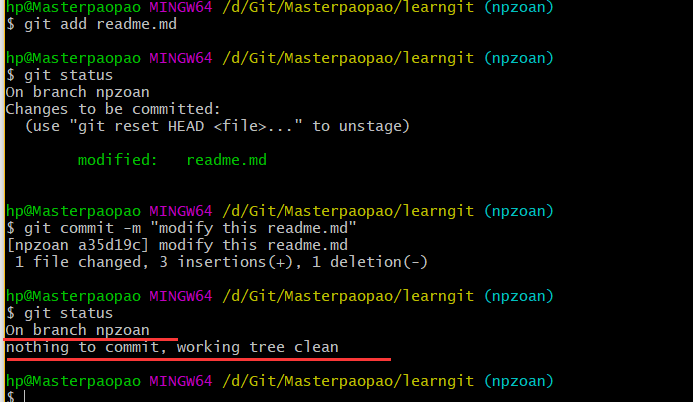 hp@Masterpaopao MINGW64 /d/Git/Masterpaopao/learngit (npzoan)
$ git add readme.md
hp@Masterpaopao MINGW64 /d/Git/Masterpaopao/learngit (npzoan)
$ git status
On branch npzoan
Changes to be committed:
(use "git reset HEAD <file>..." to unstage)
modified: readme.md
hp@Masterpaopao MINGW64 /d/Git/Masterpaopao/learngit (npzoan)
$ git commit -m "modify this readme.md"
[npzoan a35d19c] modify this readme.md
1 file changed, 3 insertions(+), 1 deletion(-)
hp@Masterpaopao MINGW64 /d/Git/Masterpaopao/learngit (npzoan)
$ git status
On branch npzoan
nothing to commit, working tree clean
hp@Masterpaopao MINGW64 /d/Git/Masterpaopao/learngit (npzoan)
$